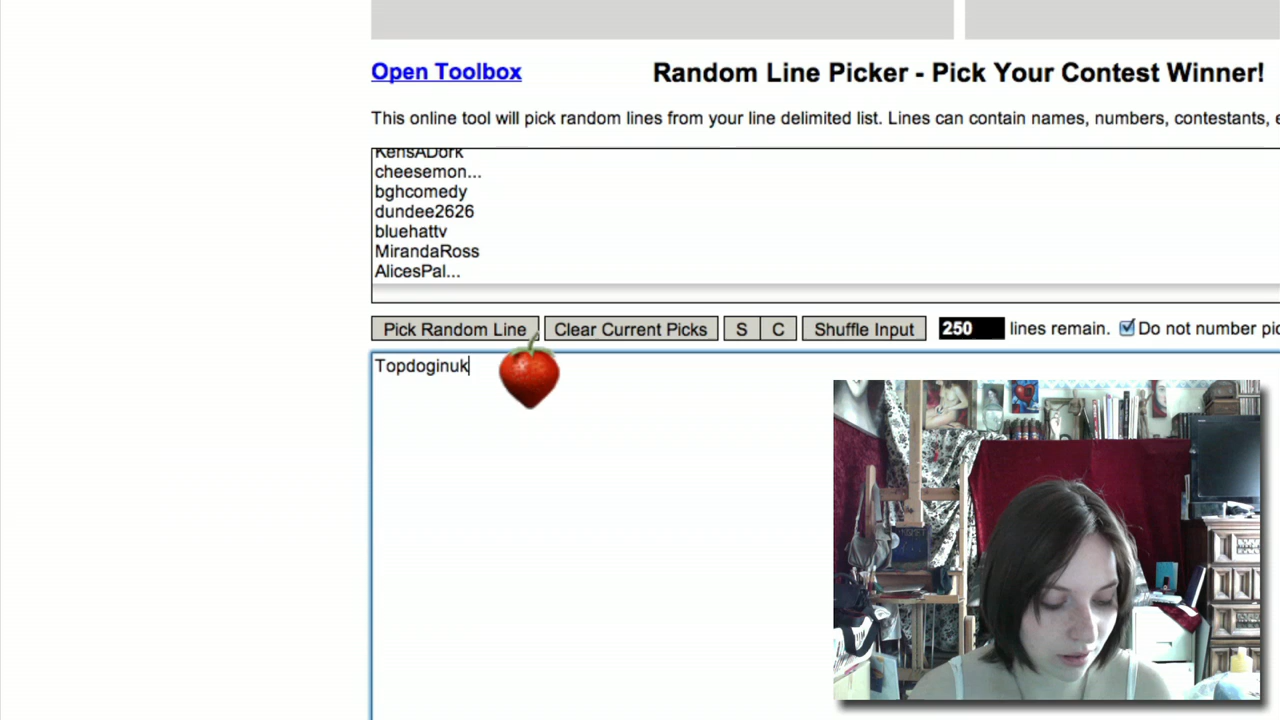 Open Toolbox
Random Line Picker - Pick Your Contest Winner!
This online tool will pick random lines from your line delimited list. Lines can contain names, numbers, contestants,
KensADork
cheesemon...
bghcomedy
dundee2626
bluehattv
MirandaRoss
AlicesPal...
Pick Random Line Clear Current Picks S C Shuffle Input 250 lines remain. Do not number
Topdoginuk